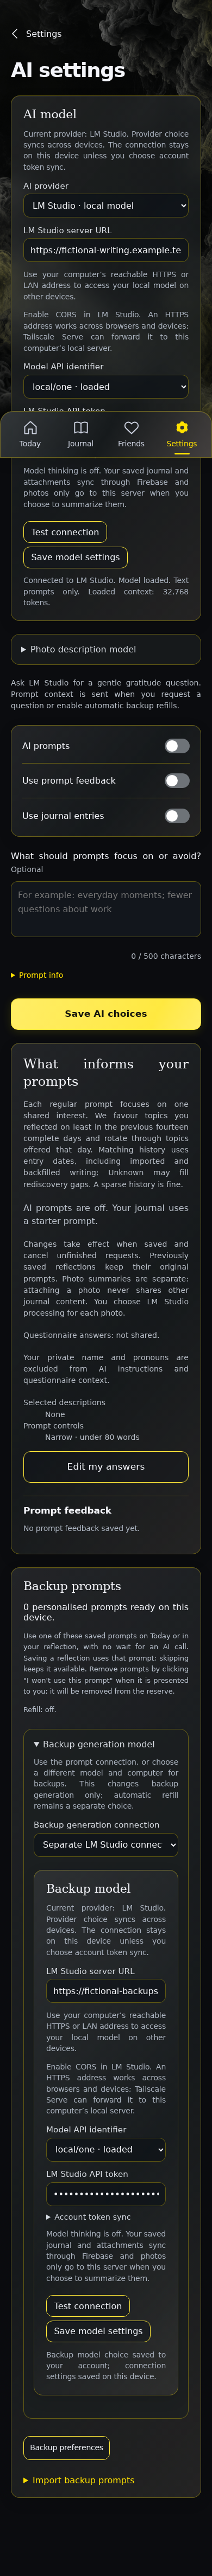 Settings
AI settings
AI model
Current provider: LM Studio. Provider choice
syncs across devices. The connection stays
on this device unless you choose account
token sync.
AI provider
LM Studio · local model
LM Studio server URL
https://fictional-writing.example.te
Use your computer's reachable HTTPS or
LAN address to access your local model on
other devices.
Enable CORS in LM Studio. An HTTPS
address works across browsers and devices;
Tailscale Serve can forward it to this
computer's local server.
Model API identifier
local/one · loaded
LM Studio API token
Today
Journal
Friends
Settings
Model thinking is off. Your saved journal and
attachments sync through Firebase and
photos only go to this server when you
choose to summarize them.
Test connection
Save model settings
Connected to LM Studio. Model loaded. Text
prompts only. Loaded context: 32,768
tokens.
▶ Photo description model
Ask LM Studio for a gentle gratitude question.
Prompt context is sent when you request a
question or enable automatic backup refills.
AI prompts
Use prompt feedback
Use journal entries
What should prompts focus on or avoid?
Optional
For example: everyday moments; fewer
questions about work
0 / 500 characters
▶ Prompt info
Save AI choices
What informs your
prompts
Each regular prompt focuses on one
shared interest. We favour topics you
reflected on least in the previous fourteen
complete days and rotate through topics
offered that day. Matching history uses
entry dates, including imported and
backfilled writing; Unknown may fill
rediscovery gaps. A sparse history is fine.
AI prompts are off. Your journal uses
a starter prompt.
Changes take effect when saved and
cancel unfinished requests. Previously
saved reflections keep their original
prompts. Photo summaries are separate:
attaching a photo never shares other
journal content. You choose LM Studio
processing for each photo.
Questionnaire answers: not shared.
Your private name and pronouns are
excluded from AI instructions and
questionnaire context.
Selected descriptions
None
Prompt controls
Narrow · under 80 words
Edit my answers
Prompt feedback
No prompt feedback saved yet.
Backup prompts
0 personalised prompts ready on this
device.
Use one of these saved prompts on Today or in
your reflection, with no wait for an AI call.
Saving a reflection uses that prompt; skipping
keeps it available. Remove prompts by clicking
"I won't use this prompt" when it is presented
to you; it will be removed from the reserve.
Refill: off.
▼ Backup generation model
Use the prompt connection, or choose
a different model and computer for
backups. This changes backup
generation only; automatic refill
remains a separate choice.
Backup generation connection
Separate LM Studio connec
Backup model
Current provider: LM Studio.
Provider choice syncs across
devices. The connection stays
on this device unless you
choose account token sync.
LM Studio server URL
https://fictional-backups
Use your computer's reachable
HTTPS or LAN address to access
your local model on other
devices.
Enable CORS in LM Studio. An
HTTPS address works across
browsers and devices; Tailscale
Serve can forward it to this
computer's local server.
Model API identifier
local/one · loaded
LM Studio API token
▶ Account token sync
Model thinking is off. Your saved
journal and attachments sync
through Firebase and photos
only go to this server when you
choose to summarize them.
Test connection
Save model settings
Backup model choice saved to
your account; connection
settings saved on this device.
Backup preferences
▶ Import backup prompts